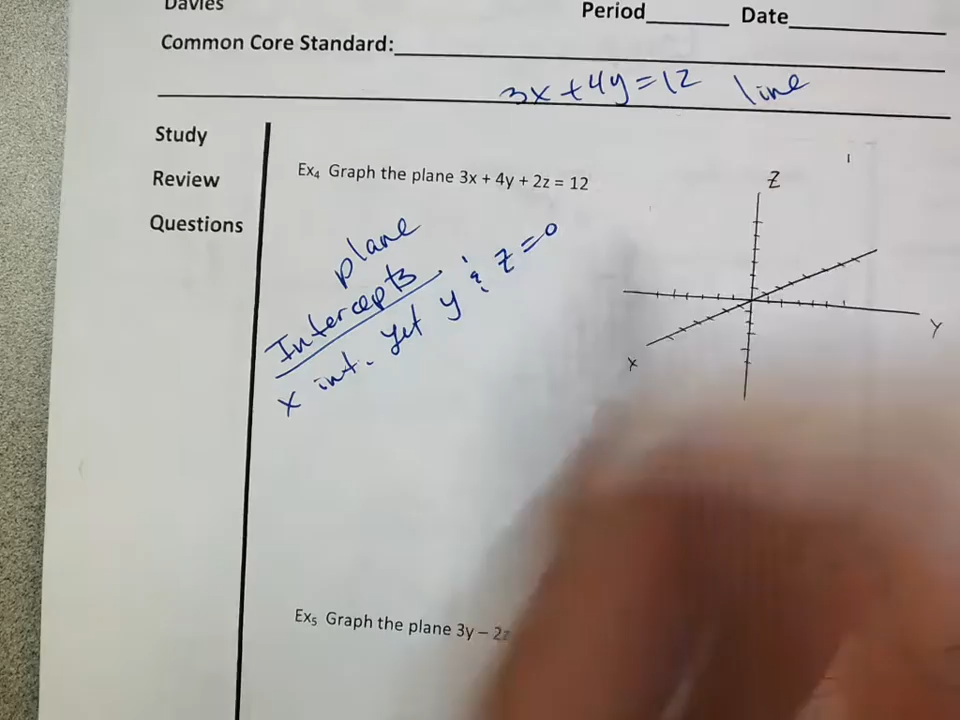 Davies
Period Date
Common Core Standard:
3x + 4y = 12 line
Study
Review
Questions
Ex4 Graph the plane 3x + 4y + 2z = 12
plane
Intercepts
x int. Let y & z = 0
Z
Y
X
Ex5 Graph the plane 3y – 2z